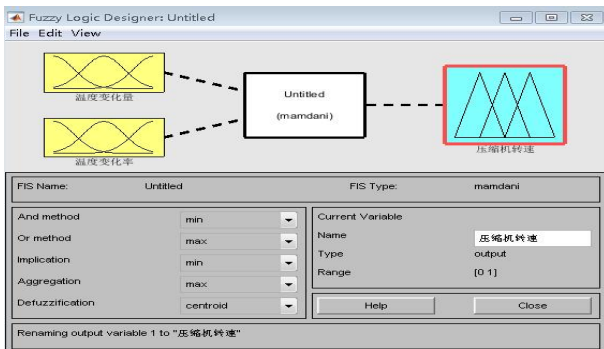 Fuzzy Logic Designer: Untitled
File Edit View
温度变化量
温度变化率
Untitled
(mamdani)
压缩机转速
FIS Name: Untitled FIS Type: mamdani
And method min
Or method max
Implication min
Aggregation max
Defuzzification centroid
Current Variable
Name 压缩机转速
Type output
Range [0 1]
Help Close
Renaming output variable 1 to "压缩机转速"